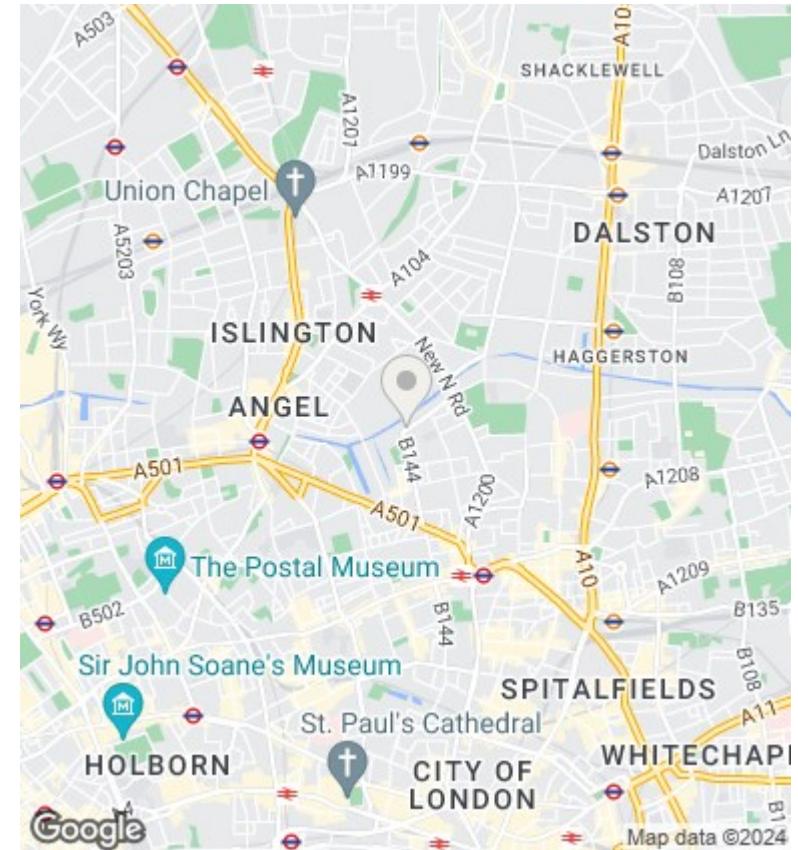 A503
A10
SHACKLEWELL
A1201
Dalston Ln
A1199
Union Chapel
A1207
A5203
DALSTON
A104
B108
York Wy
ISLINGTON
New N Rd
HAGGERSTON
ANGEL
B144
A501
A1208
A1200
A501
The Postal Museum
A10
A1209
B502
B144
B135
Sir John Soane's Museum
SPITALFIELDS
B108
St. Paul's Cathedral
A11
HOLBORN
CITY OF
LONDON
WHITECHAPE
Google
Map data ©2024